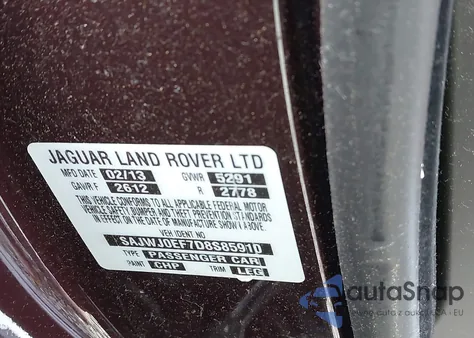 JAGUAR LAND ROVER LTD
MFD DATE 02/13 GVWR 5291
GAWR.F 2612 R 2778
THIS VEHICLE CONFORMS TO ALL APPLICABLE FEDERAL MOTOR
VEHICLE SAFETY BUMPER AND THEFT PREVENTION STANDARDS
IN EFFECT ON THE DATE OF MANUFACTURE SHOWN ABOVE.
VEH IDENT NO
*SAJWJ0EF7D8S8591D
TYPE PASSENGER CAR
PAINT CHP TRIM LEG
autoSnap